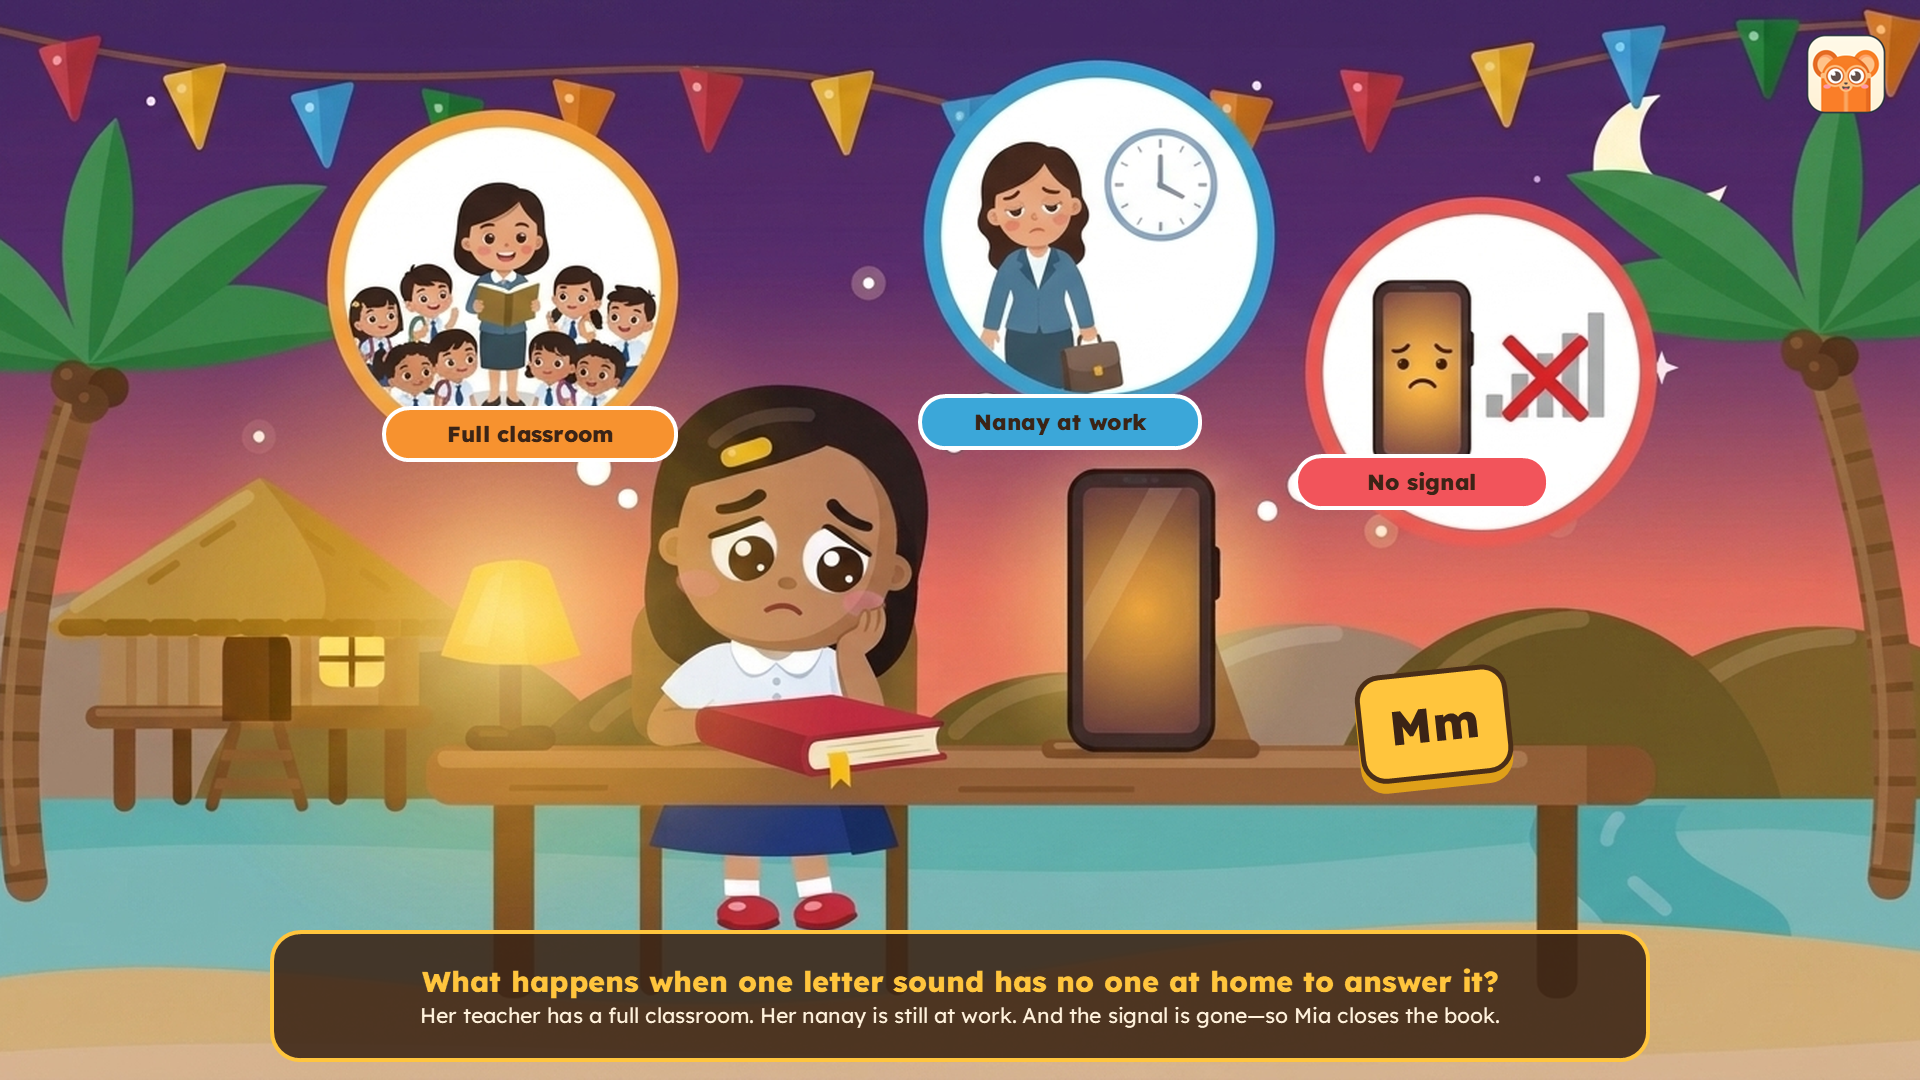 Full classroom
Nanay at work
No signal
Mm
What happens when one letter sound has no one at home to answer it?
Her teacher has a full classroom. Her nanay is still at work. And the signal is gone—so Mia closes the book.